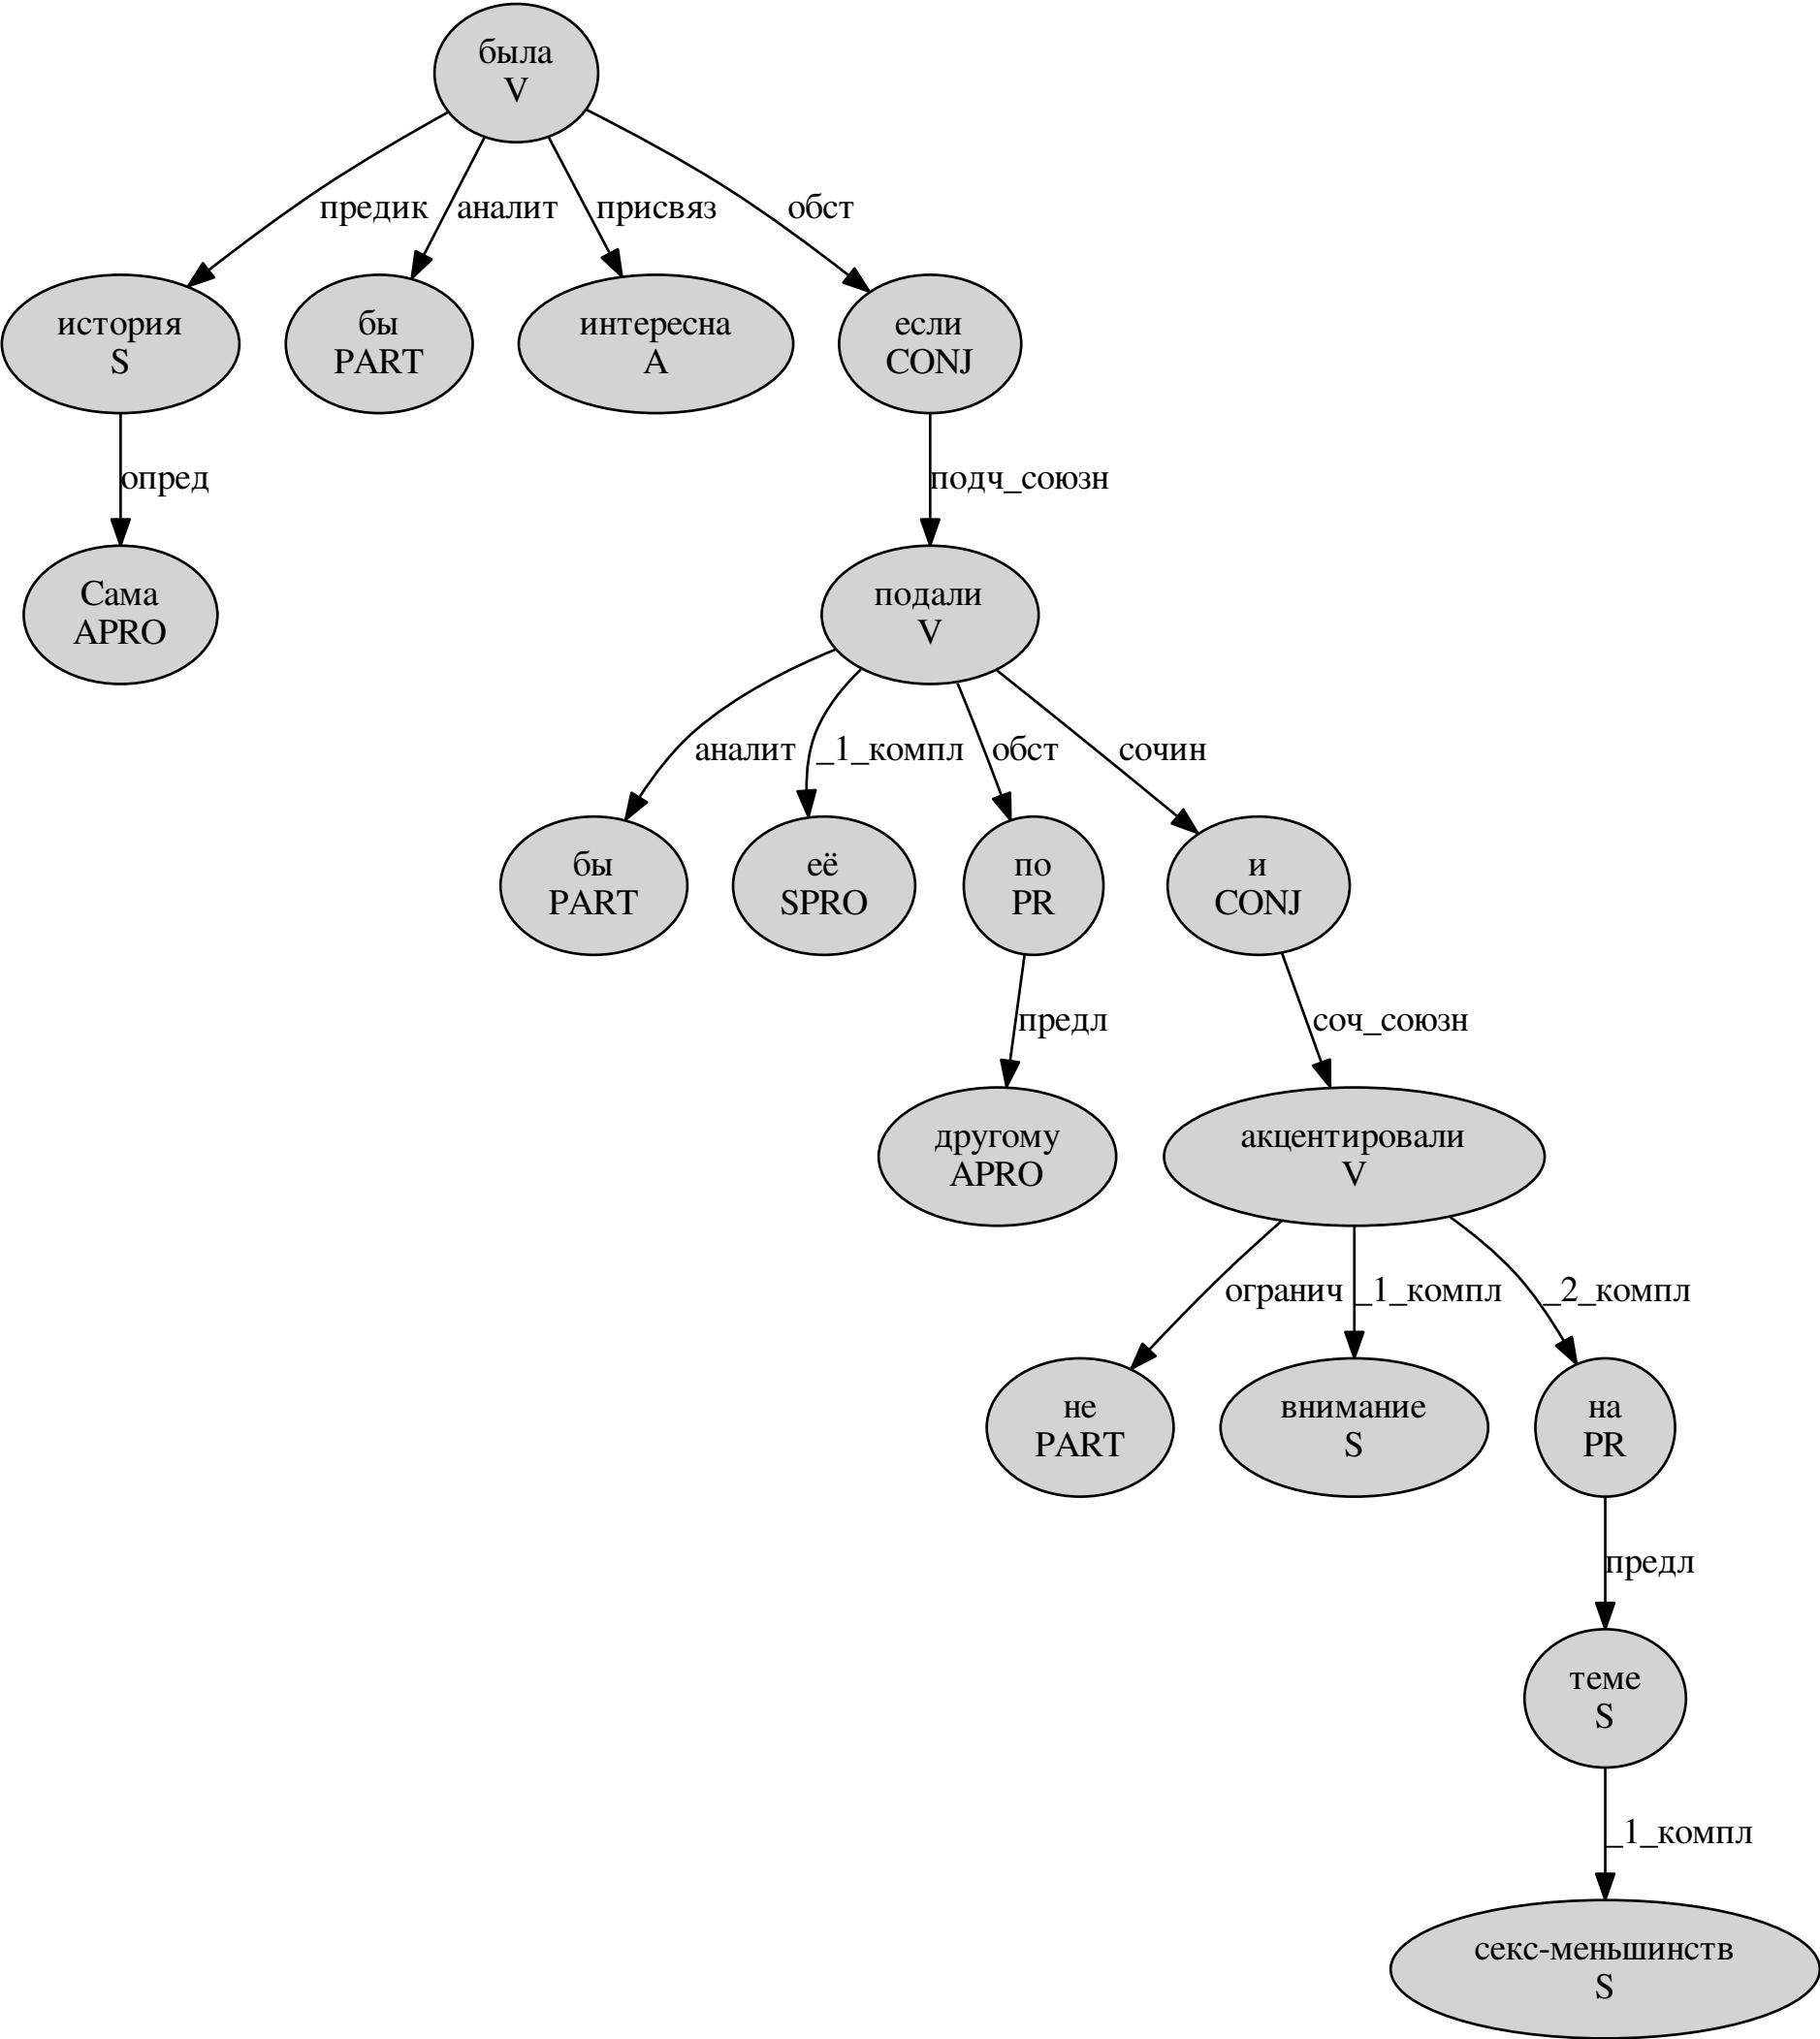 была
V
предик
аналит
присвяз
обст
история
S
бы
PART
интересна
A
если
CONJ
опред
подч_союзн
Сама
APRO
подали
V
аналит
_1_компл
обст
сочин
бы
PART
её
SPRO
по
PR
и
CONJ
предл
соч_союзн
другому
APRO
акцентировали
V
огранич
_1_компл
_2_компл
не
PART
внимание
S
на
PR
предл
теме
S
_1_компл
секс-меньшинств
S